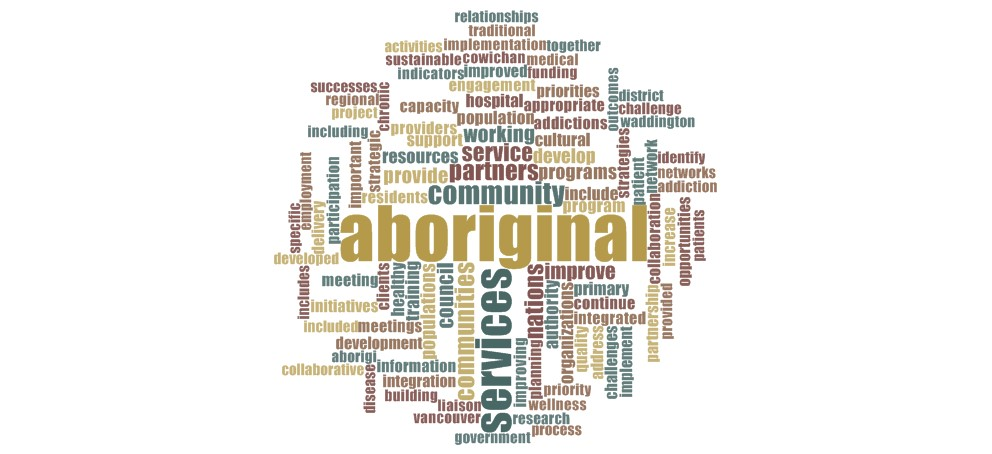 relationships
traditional
activities implementation together
sustainable cowichan medical
indicators improved funding
successes engagement priorities outcomes district
regional chronic capacity hospital appropriate challenge
project population addictions waddington
including providers working cultural
support strategic important strategies network
resources service develop patient identify
provide partners programs networks
employment participation residents community include addiction
program
specific delivery aboriginal collaboration increase opportunities patients
developed
includes meeting clients healthy training populations council communities services nations improve
authority primary
initiatives organizations continue partnership provided
included meetings integrated
development planning quality address challenges implement
aborigi information improving
collaborative disease integration
building priority
liaison wellness
vancouver research
government process